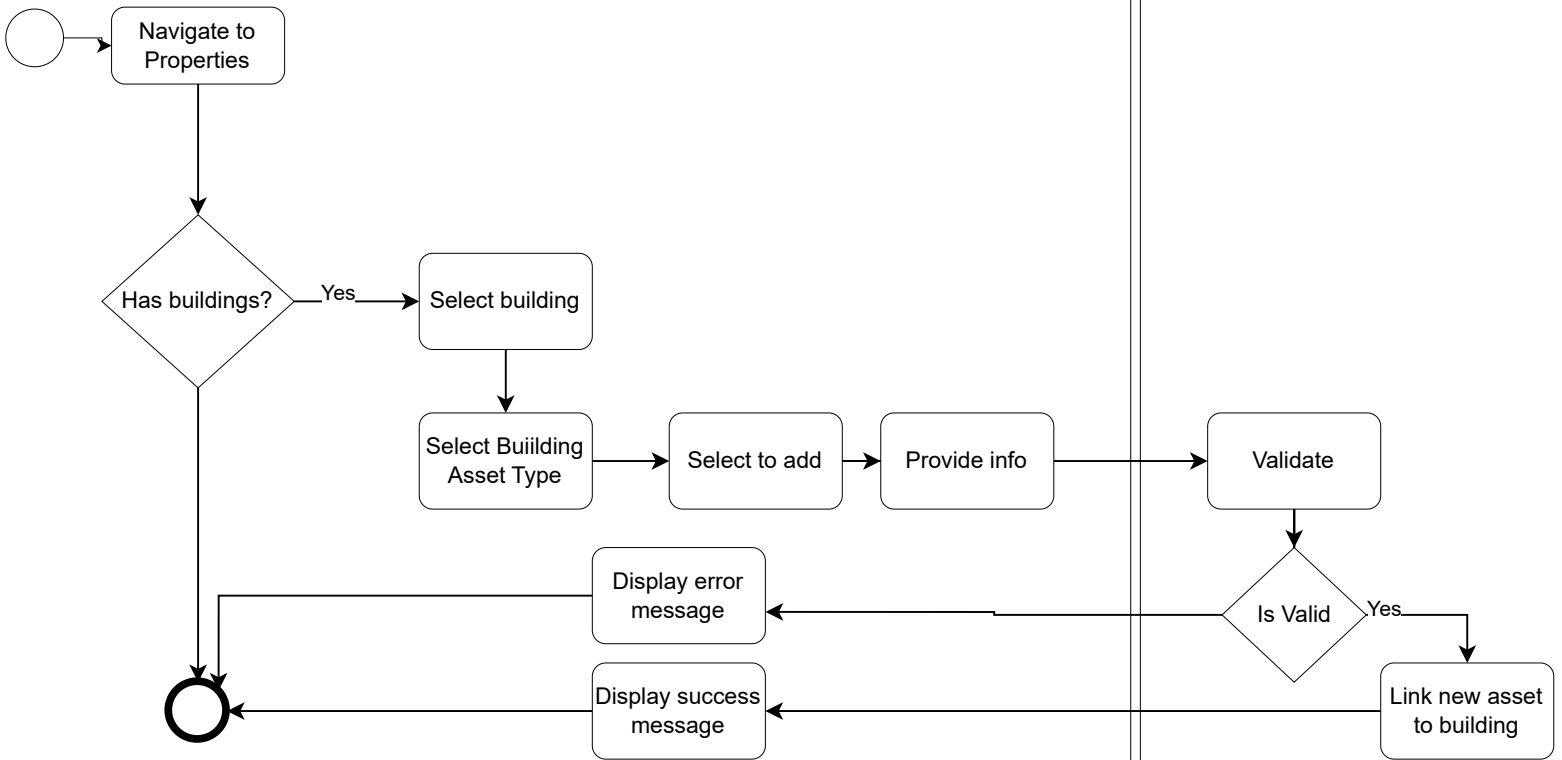 Navigate to
Properties
Has buildings?
Yes
Select building
Select Buiilding
Asset Type
Select to add
Provide info
Validate
Is Valid
Yes
Display error
message
Display success
message
Link new asset
to building